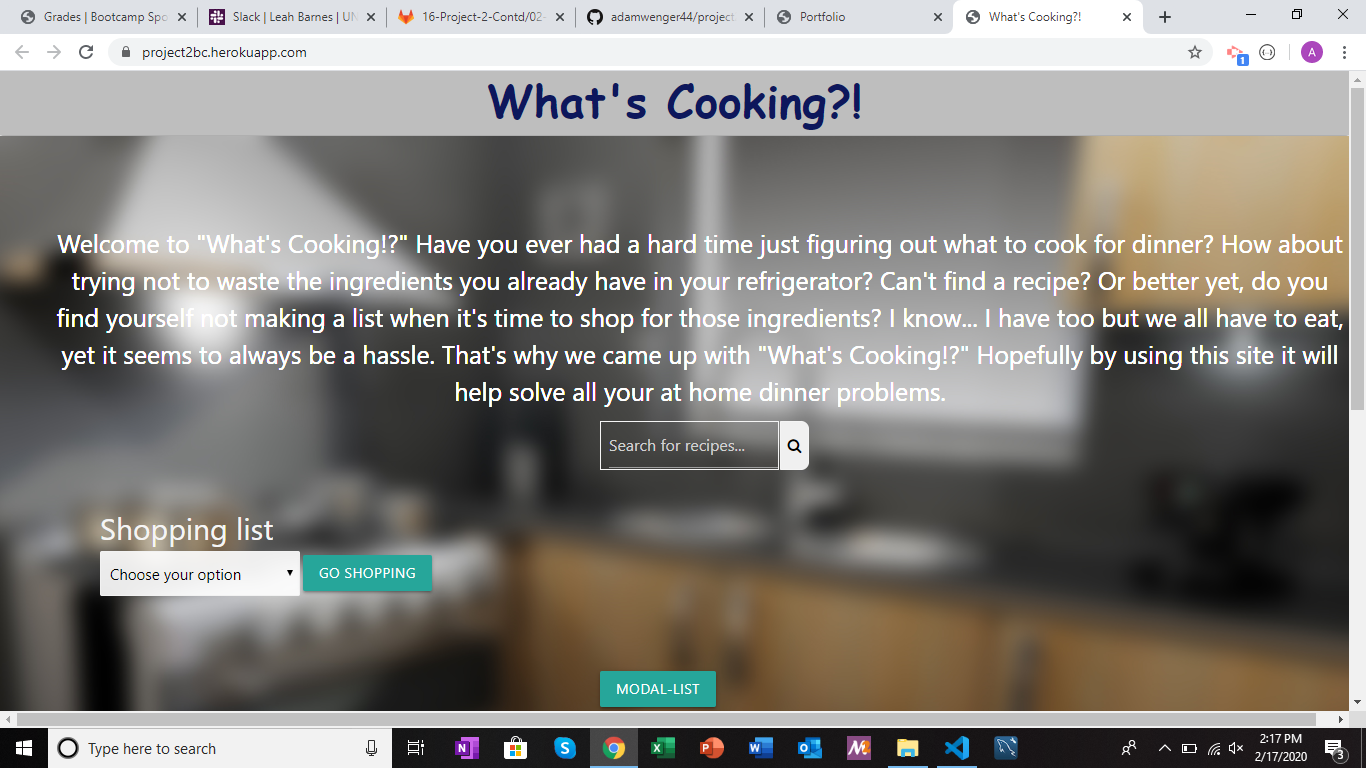 Grades | Bootcamp Spo
Slack | Leah Barnes | UN
16-Project-2-Contd/02-
adamwenger44/project
Portfolio
What's Cooking?!
project2bc.herokuapp.com
1
A
What's Cooking?!
Welcome to "What's Cooking!?" Have you ever had a hard time just figuring out what to cook for dinner? How about
trying not to waste the ingredients you already have in your refrigerator? Can't find a recipe? Or better yet, do you
find yourself not making a list when it's time to shop for those ingredients? I know... I have too but we all have to eat,
yet it seems to always be a hassle. That's why we came up with "What's Cooking!?" Hopefully by using this site it will
help solve all your at home dinner problems.
Search for recipes...
Shopping list
Choose your option
GO SHOPPING
MODAL-LIST
Type here to search
2:17 PM
2/17/2020
3